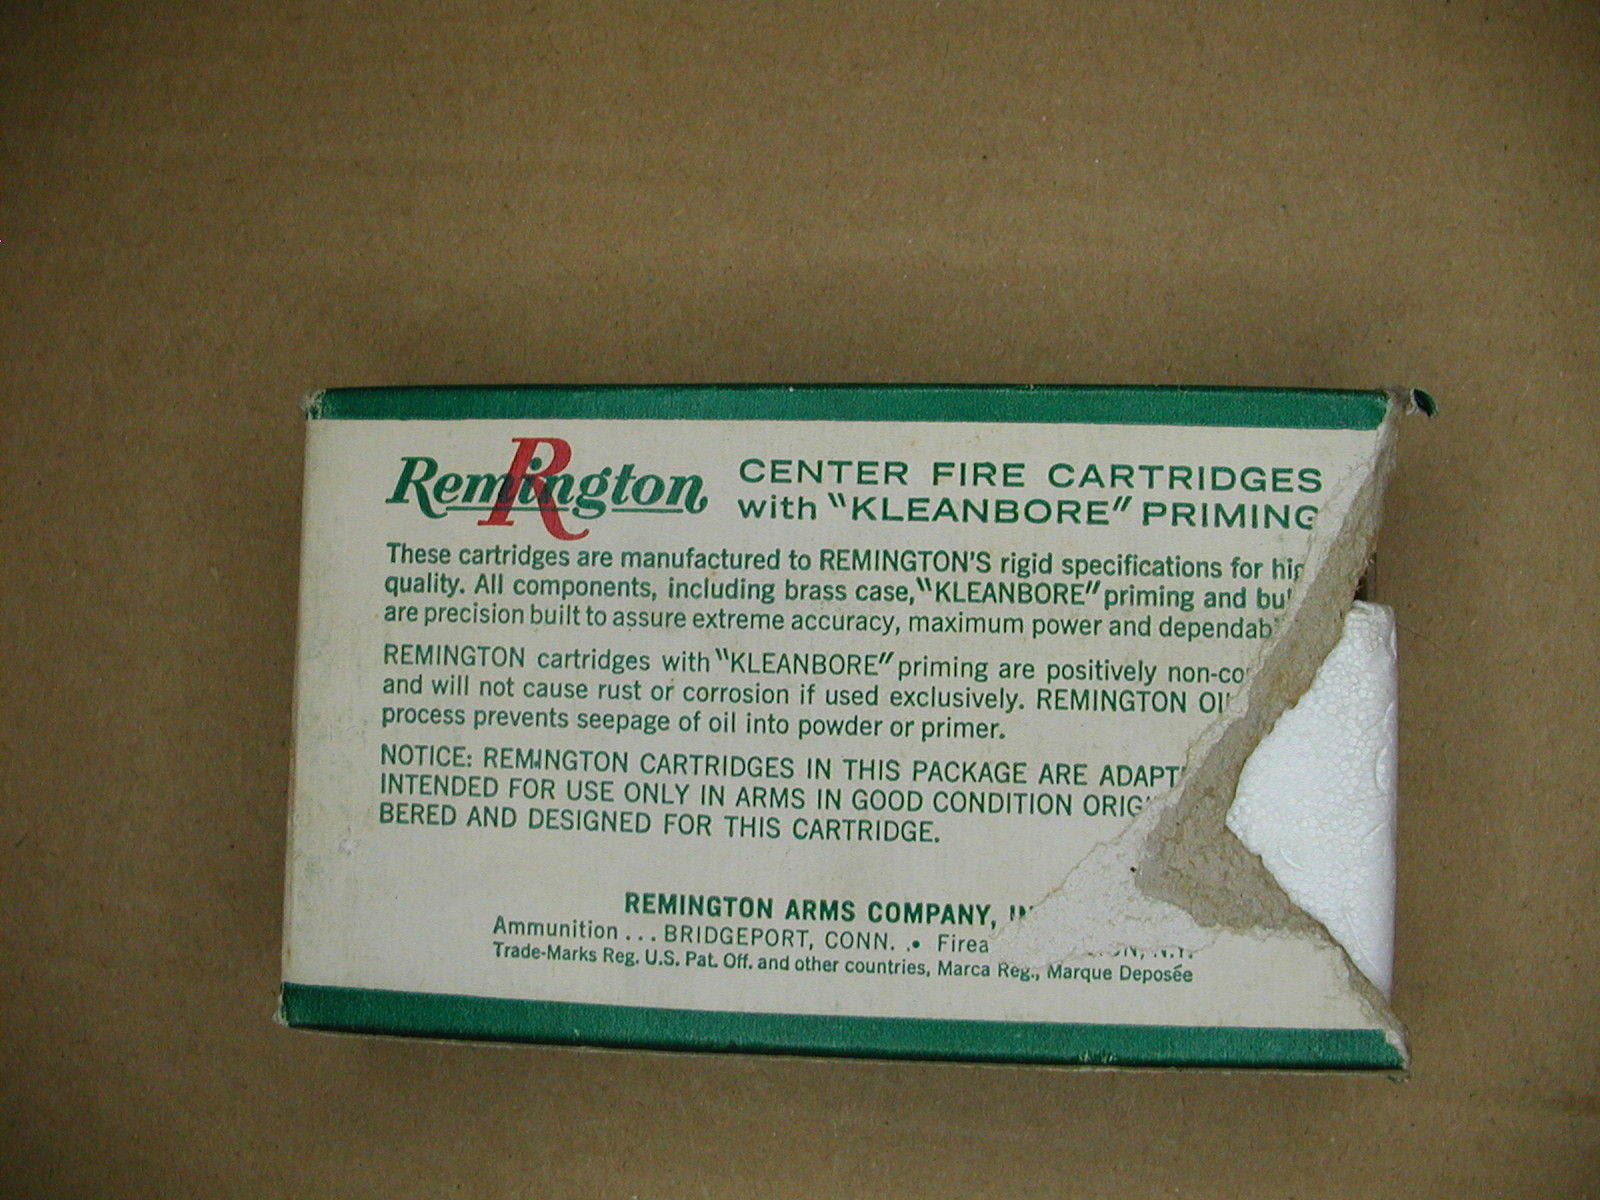 Remington
CENTER FIRE CARTRIDGES
with "KLEANBORE" PRIMING
These cartridges are manufactured to REMINGTON'S rigid specifications for
quality. All components, including brass case, "KLEANBORE" priming and
are precision built to assure extreme accuracy, maximum power and
REMINGTON cartridges with "KLEANBORE" priming are positively
and will not cause rust or corrosion if used exclusively. REMINGTON
process prevents seepage of oil into powder or primer.
NOTICE: REMINGTON CARTRIDGES IN THIS PACKAGE ARE
INTENDED FOR USE ONLY IN ARMS IN GOOD CONDITION
BERED AND DESIGNED FOR THIS CARTRIDGE.
REMINGTON ARMS COMPANY,
Ammunition ... BRIDGEPORT, CONN. . • N.Y.
Trade-Marks Reg. U.S. Pat. Off. and other countries, Marca Reg., Marque Deposée